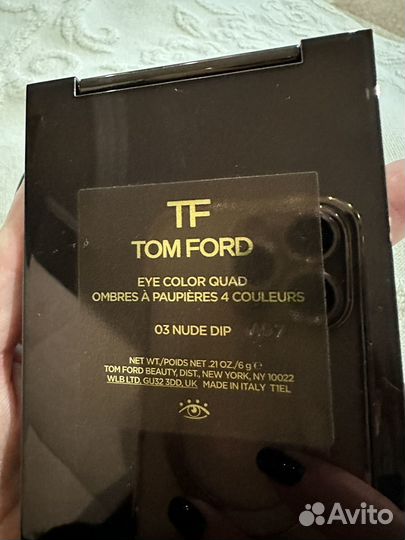 TF
TOM FORD
EYE COLOR QUAD
OMBRES À PAUPIÈRES 4 COULEURS
03 NUDE DIP
NET WT./POIDS NET .21 OZ./6 g ℮
TOM FORD BEAUTY, DIST., NEW YORK, NY 10022
WLB LTD, GU32 3DD, UK MADE IN ITALY T1EL
Avito